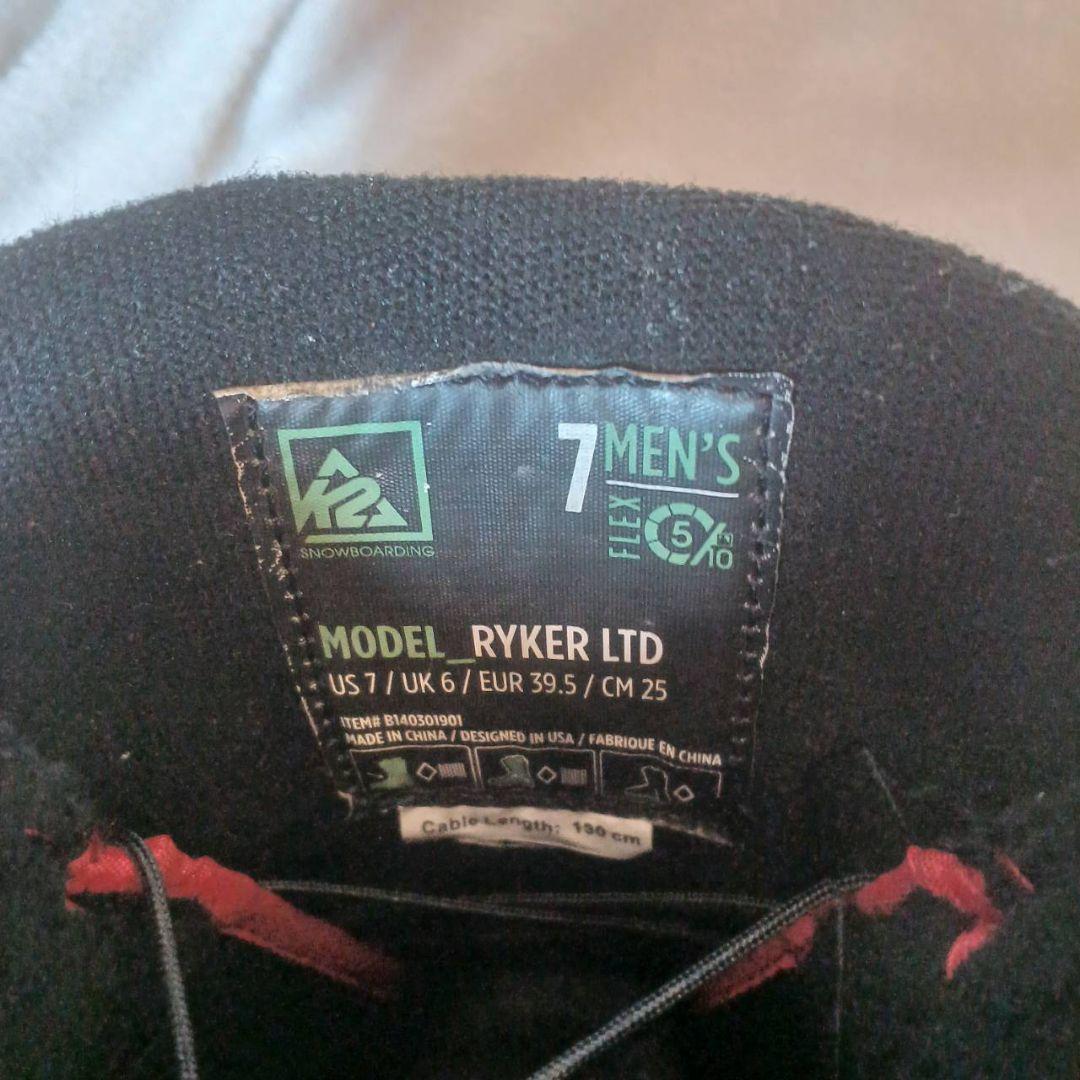 K2
SNOWBOARDING
7 MEN'S
FLEX 5/10
MODEL_RYKER LTD
US 7 / UK 6 / EUR 39.5 / CM 25
ITEM# B140301901
MADE IN CHINA / DESIGNED IN USA / FABRIQUE EN CHINA
Cable Length: 190 cm